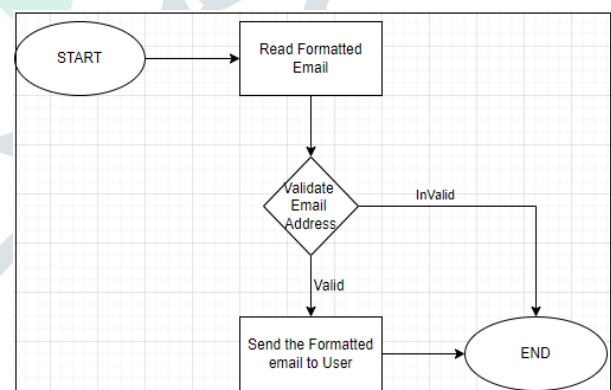 START
Read Formatted
Email
Validate
Email
Address
InValid
Valid
Send the Formatted
email to User
END